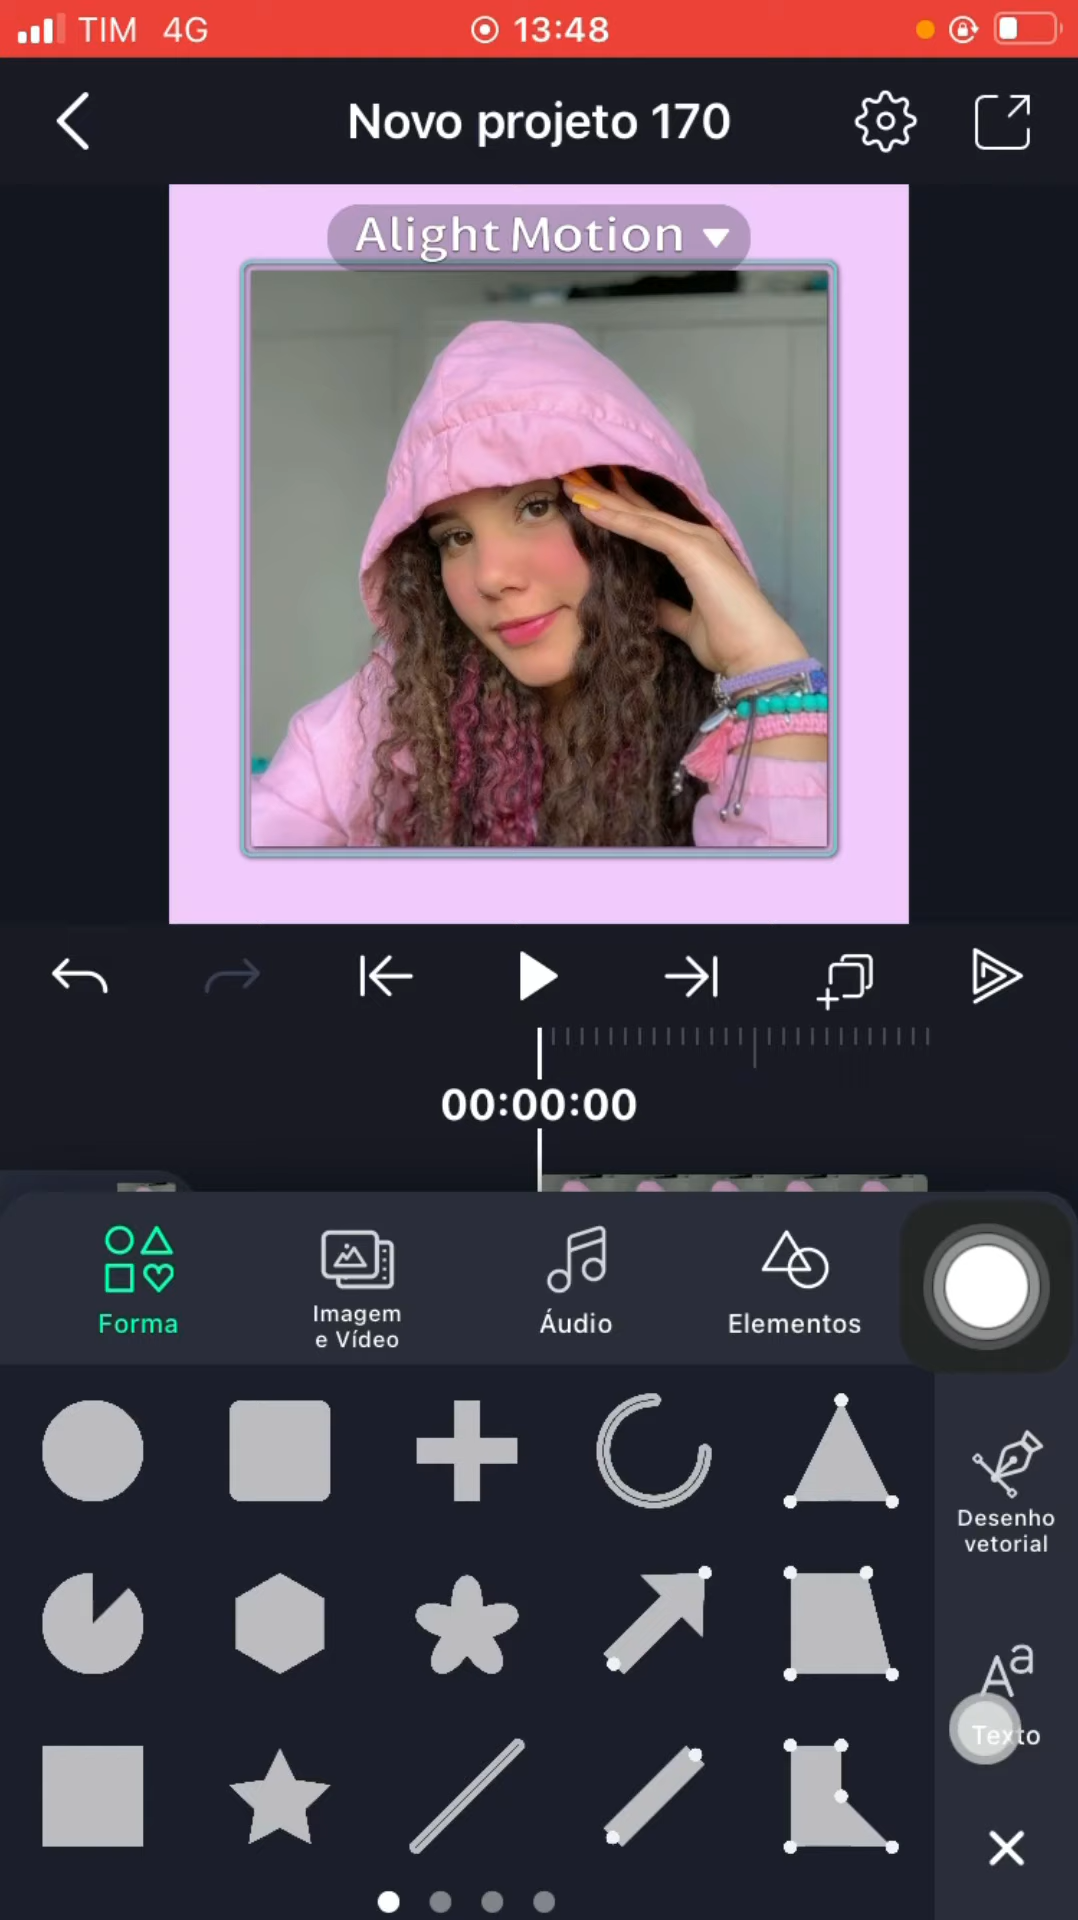 TIM 4G 13:48
Novo projeto 170
Alight Motion
00:00:00
Forma
Imagem
e Vídeo
Áudio
Elementos
Desenho
vetorial
Aa
Texto